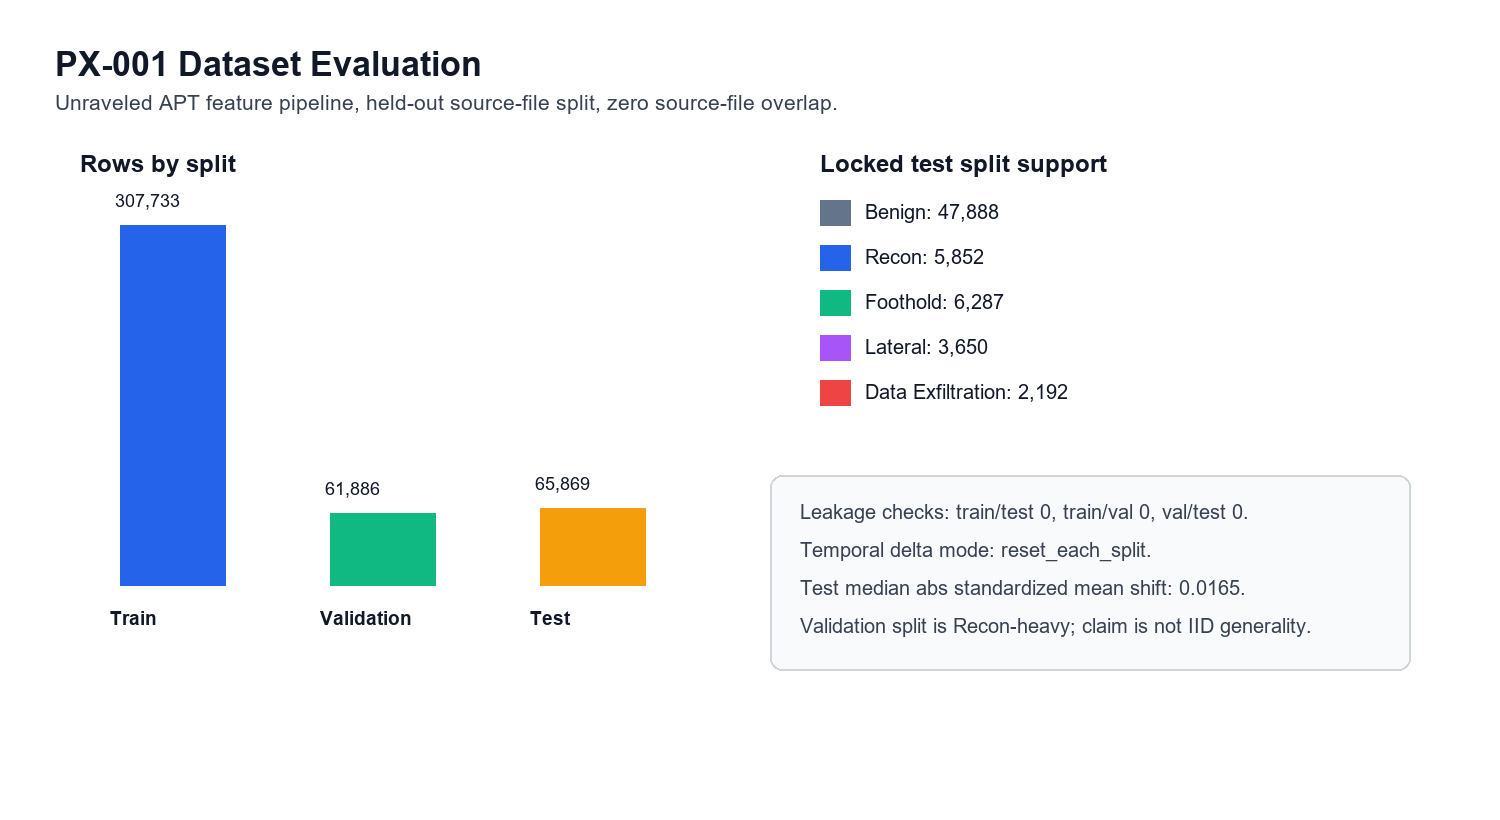 PX-001 Dataset Evaluation
Unraveled APT feature pipeline, held-out source-file split, zero source-file overlap.
Rows by split
307,733
61,886
65,869
Train
Validation
Test
Locked test split support
Benign: 47,888
Recon: 5,852
Foothold: 6,287
Lateral: 3,650
Data Exfiltration: 2,192
Leakage checks: train/test 0, train/val 0, val/test 0.
Temporal delta mode: reset_each_split.
Test median abs standardized mean shift: 0.0165.
Validation split is Recon-heavy; claim is not IID generality.